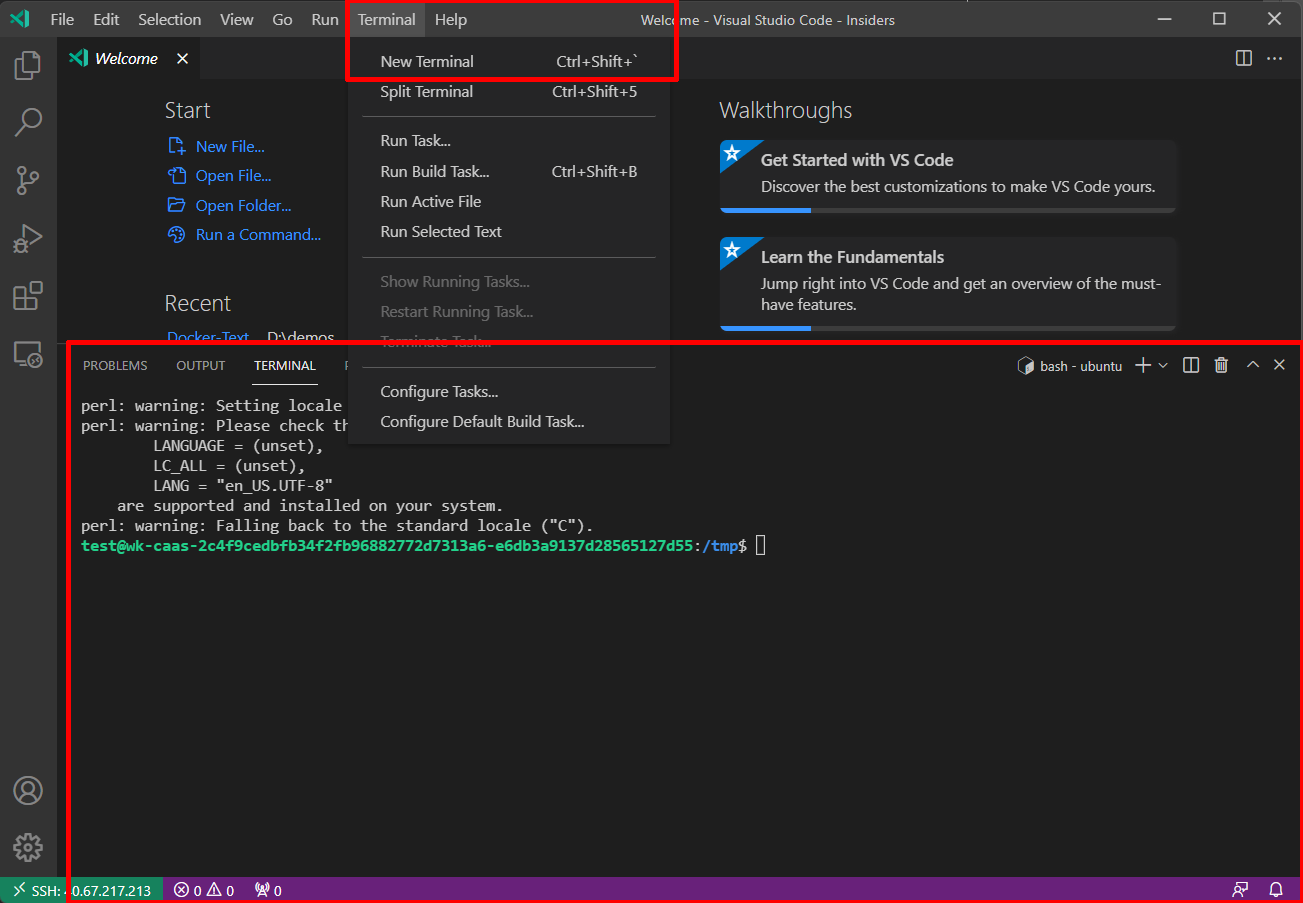 File Edit Selection View Go Run Terminal Help Welcome - Visual Studio Code - Insiders
Welcome
New Terminal Ctrl+Shift+`
Split Terminal Ctrl+Shift+5
Run Task...
Run Build Task... Ctrl+Shift+B
Run Active File
Run Selected Text
Show Running Tasks...
Restart Running Task...
Terminate Task...
Configure Tasks...
Configure Default Build Task...
Start
New File...
Open File...
Open Folder...
Run a Command...
Recent
Docker-Text D:\demos
Walkthroughs
Get Started with VS Code
Discover the best customizations to make VS Code yours.
Learn the Fundamentals
Jump right into VS Code and get an overview of the must-
have features.
PROBLEMS OUTPUT TERMINAL
bash - ubuntu
perl: warning: Setting locale
perl: warning: Please check th
LANGUAGE = (unset),
LC_ALL = (unset),
LANG = "en_US.UTF-8"
are supported and installed on your system.
perl: warning: Falling back to the standard locale ("C").
test@wk-caas-2c4f9cedbfb34f2fb96882772d7313a6-e6db3a9137d28565127d55:/tmp$
SSH: 40.67.217.213 0 0 0